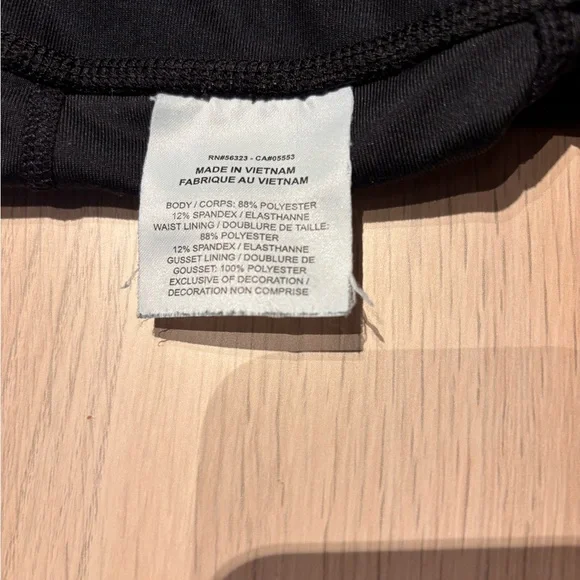 RN#56323 - CA#05553
MADE IN VIETNAM
FABRIQUE AU VIETNAM
BODY / CORPS: 88% POLYESTER
12% SPANDEX / ELASTHANNE
WAIST LINING / DOUBLURE DE TAILLE:
88% POLYESTER
12% SPANDEX / ELASTHANNE
GUSSET LINING / DOUBLURE DE
GOUSSET: 100% POLYESTER
EXCLUSIVE OF DECORATION /
DECORATION NON COMPRISE